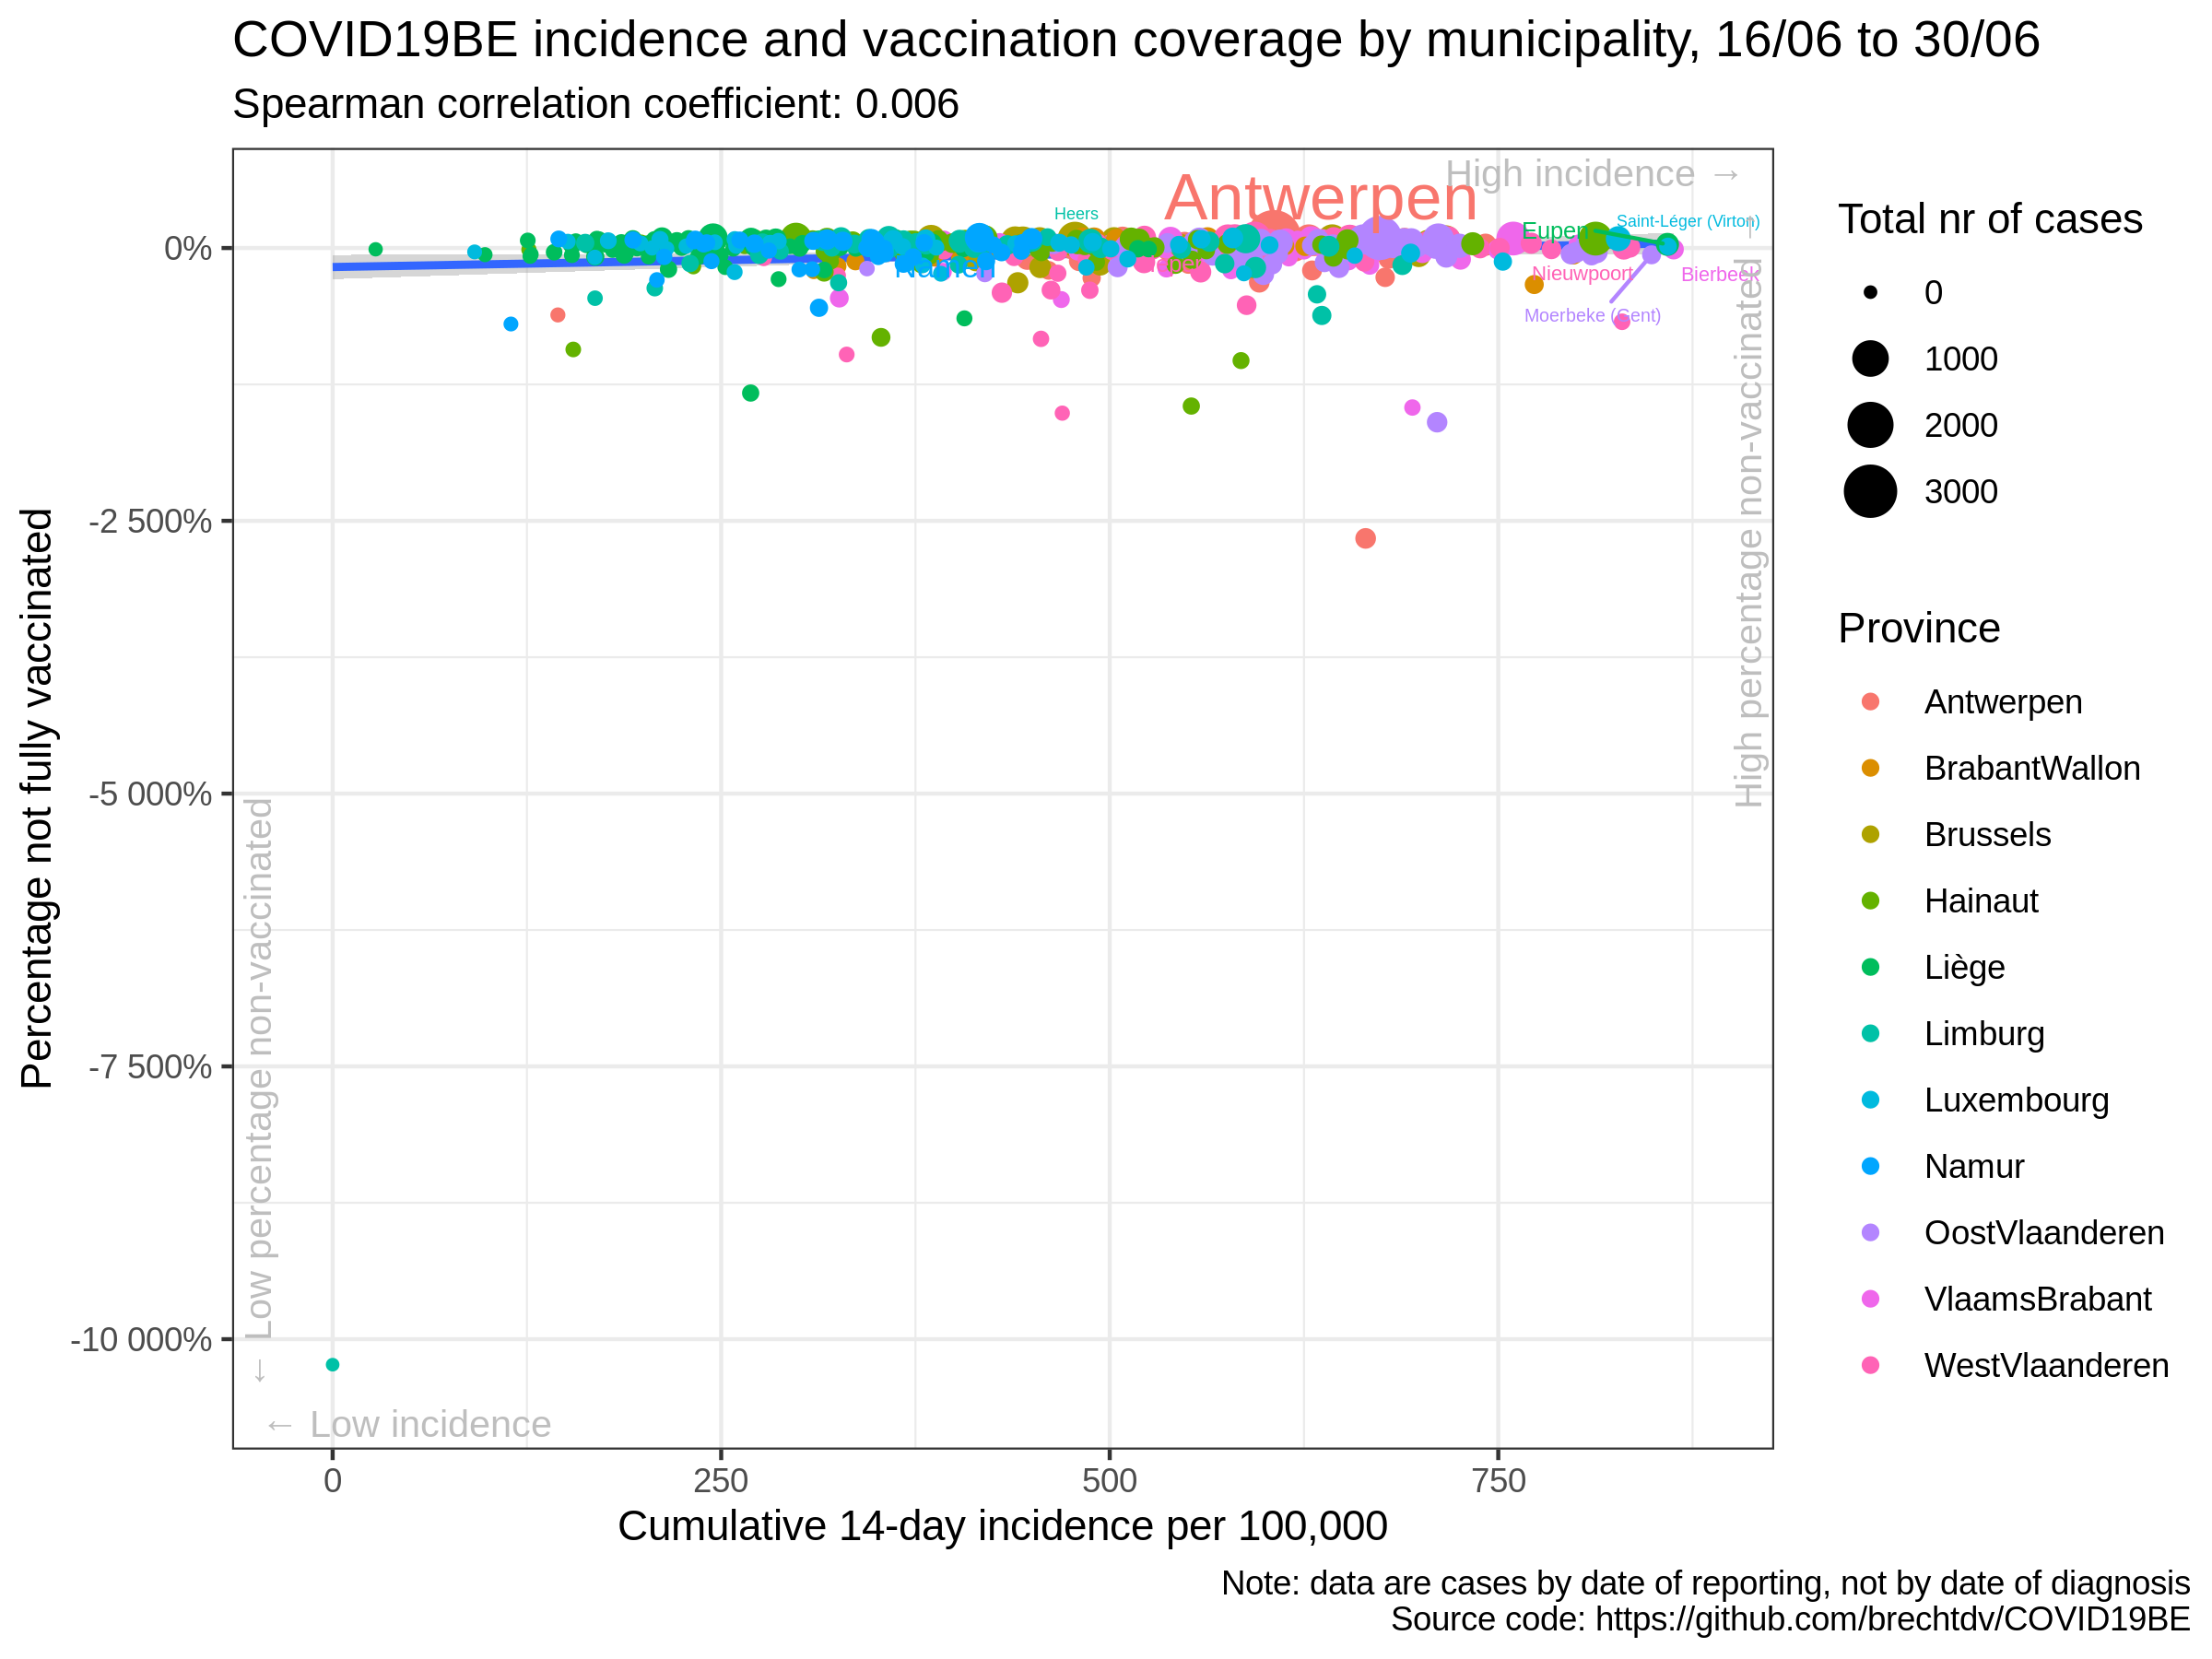 COVID19BE incidence and vaccination coverage by municipality, 16/06 to 30/06
Spearman correlation coefficient: 0.006
High incidence →
Antwerpen
Heers
Eupen
Saint-Léger (Virton)
Nieuwpoort
Bierbeek
Moerbeke (Gent)
High percentage non-vaccinated →
← Low percentage non-vaccinated
← Low incidence
0%
-2 500%
-5 000%
-7 500%
-10 000%
Percentage not fully vaccinated
0
250
500
750
Cumulative 14-day incidence per 100,000
Total nr of cases
0
1000
2000
3000
Province
Antwerpen
BrabantWallon
Brussels
Hainaut
Liège
Limburg
Luxembourg
Namur
OostVlaanderen
VlaamsBrabant
WestVlaanderen
Note: data are cases by date of reporting, not by date of diagnosis
Source code: https://github.com/brechtdv/COVID19BE